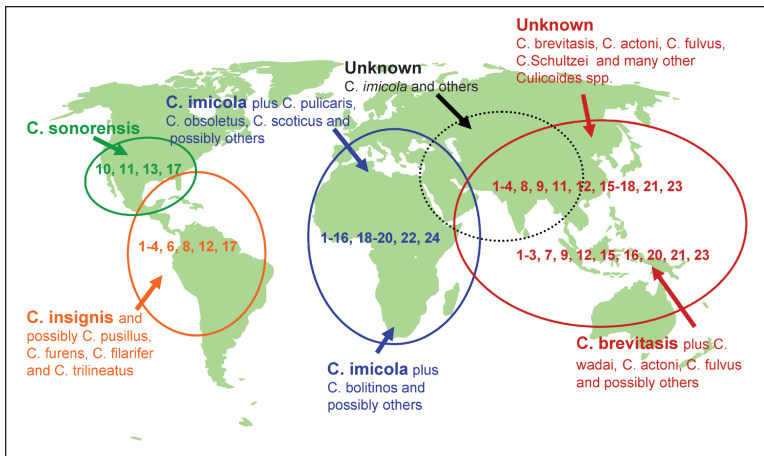 Unknown
C. brevitasis, C. actoni, C. fulvus,
C.Schultzei and many other
Culicoides spp.
Unknown
C. imicola and others
C. imicola plus C. pulicaris,
C. obsoletus, C. scoticus and
possibly others
C. sonorensis
10, 11, 13, 17
1-4, 8, 9, 11, 12, 15-18, 21, 23
1-4, 6, 8, 12, 17
1-16, 18-20, 22, 24
1-3, 7, 9, 12, 15, 16, 20, 21, 23
C. insignis and
possibly C. pusillus,
C. furens, C. filarifer
and C. trilineatus
C. imicola plus
C. bolitinos and
possibly others
C. brevitasis plus C.
wadai, C. actoni, C. fulvus
and possibly others